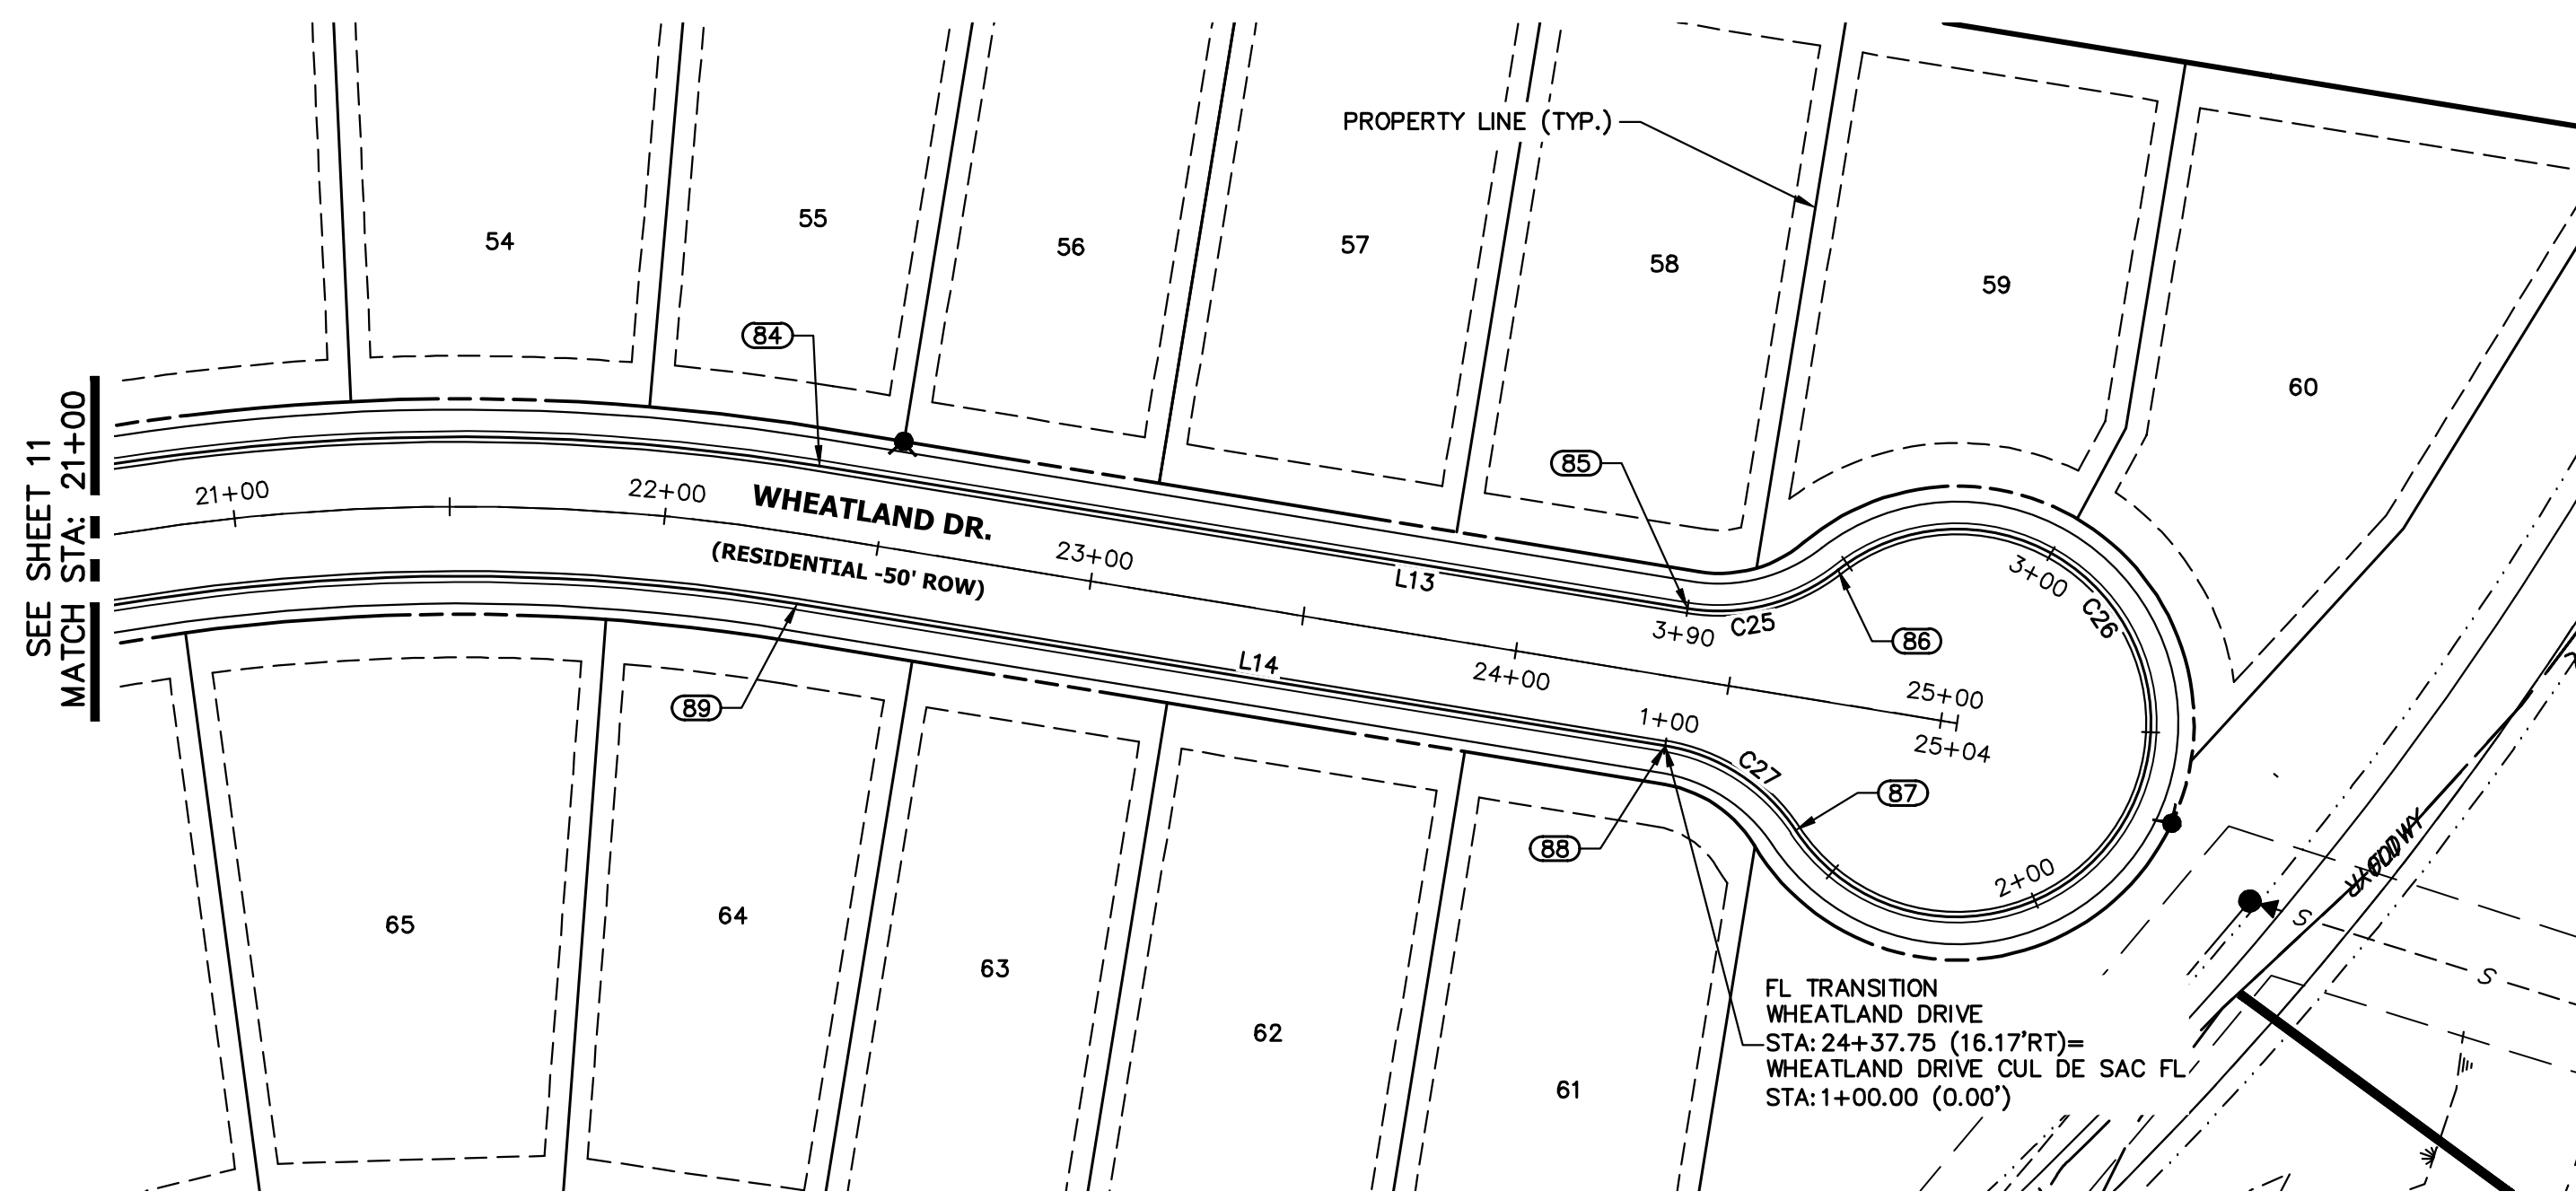 PROPERTY LINE (TYP.)
54
55
56
57
58
59
60
84
85
86
SEE SHEET 11
MATCH STA: 21+00
21+00
22+00
WHEATLAND DR.
(RESIDENTIAL -50' ROW)
23+00
L13
3+90
C25
3+00
C26
L14
24+00
25+00
25+04
1+00
C27
87
88
89
2+00
65
64
63
62
61
FL TRANSITION
WHEATLAND DRIVE
STA:24+37.75 (16.17'RT)=
WHEATLAND DRIVE CUL DE SAC FL
STA:1+00.00 (0.00')
S
S